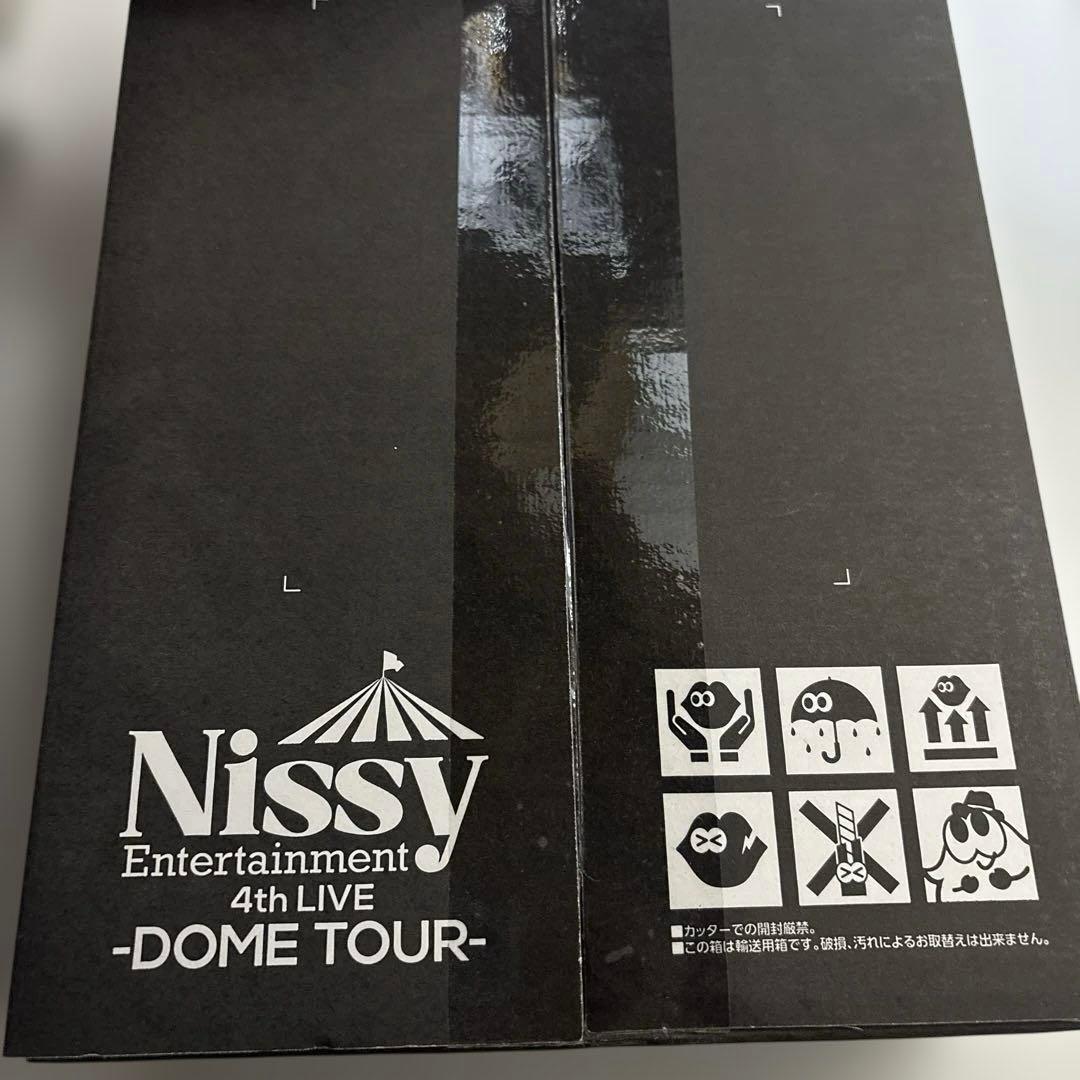 Nissy
Entertainment
4th LIVE
-DOME TOUR-
■カッターでの開封厳禁。
■この箱は輸送用箱です。破損、汚れによるお取替えは出来ません。